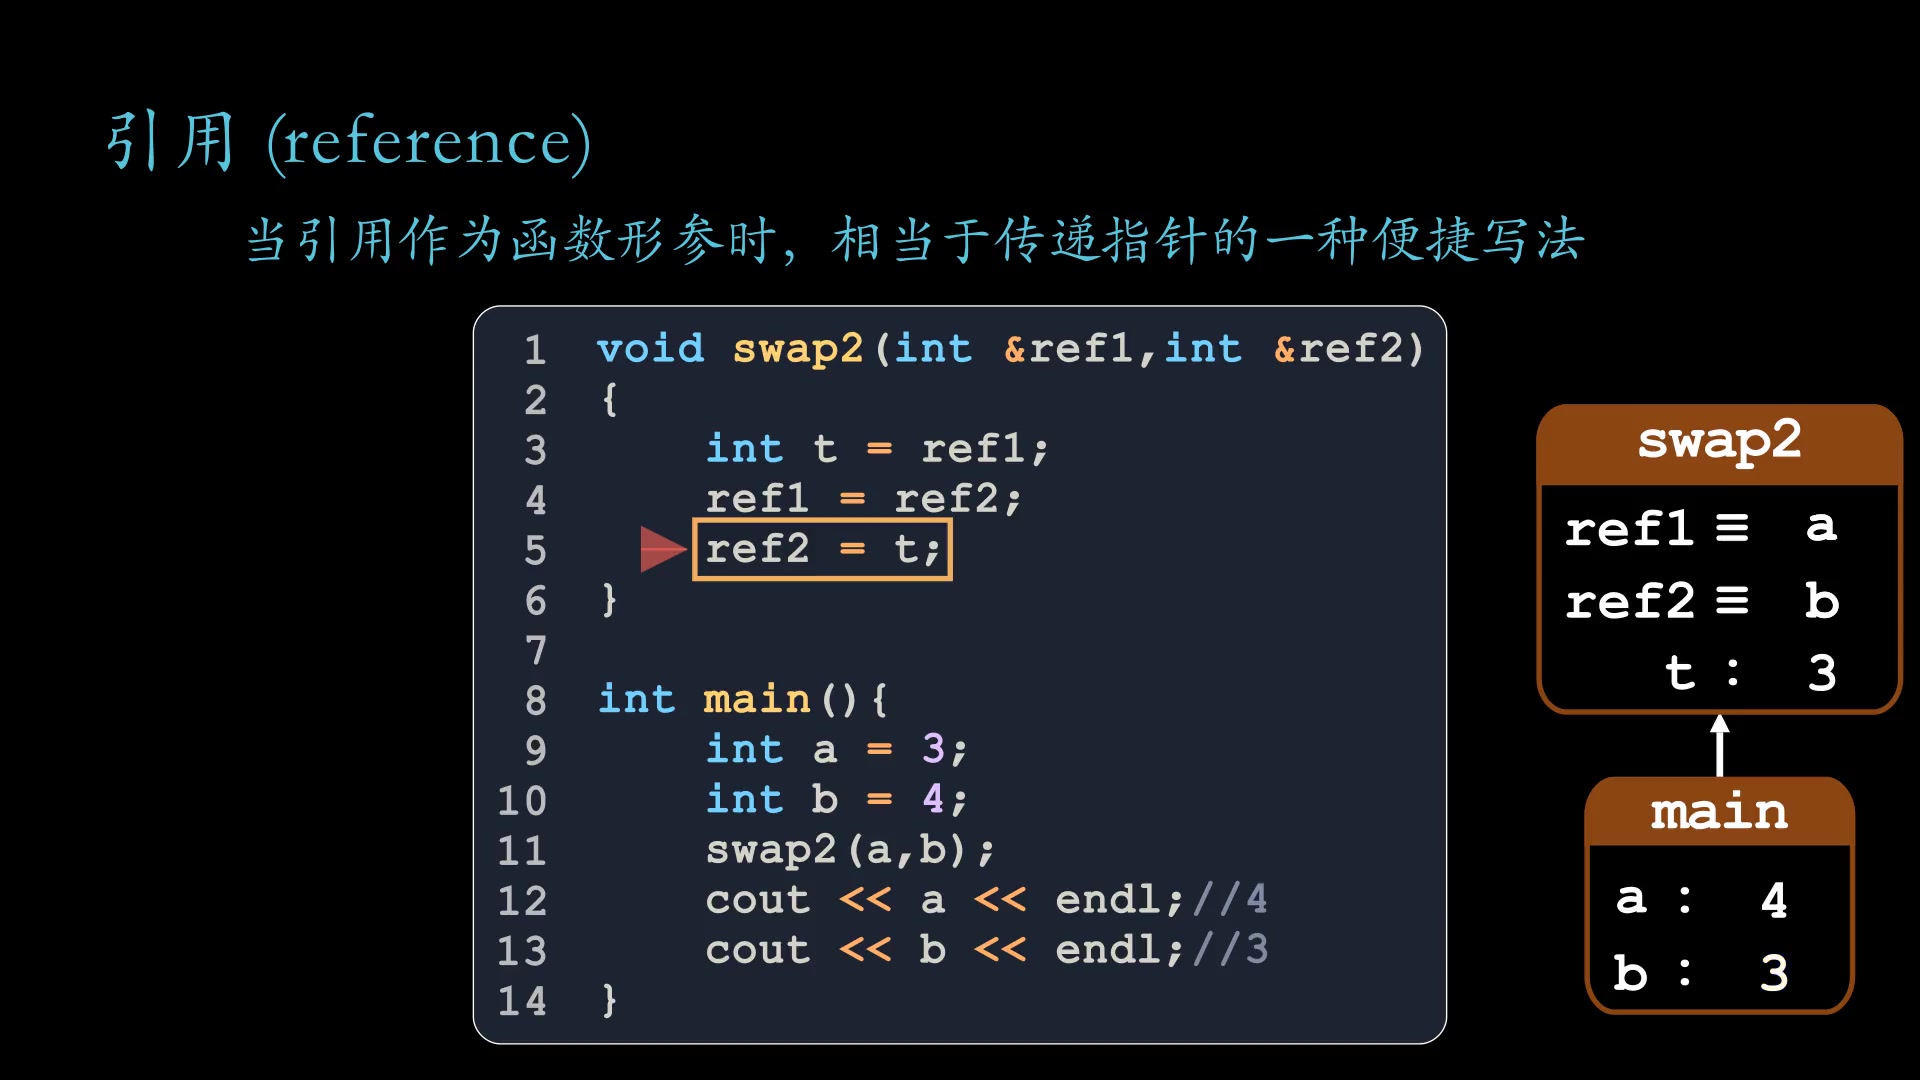 引用 (reference)
当引用作为函数形参时，相当于传递指针的一种便捷写法
1 void swap2(int &ref1,int &ref2)
2 {
3 int t = ref1;
4 ref1 = ref2;
5 ref2 = t;
6 }
7
8 int main(){
9 int a = 3;
10 int b = 4;
11 swap2(a,b);
12 cout << a << endl;//4
13 cout << b << endl;//3
14 }
swap2
ref1 ≡ a
ref2 ≡ b
t : 3
main
a : 4
b : 3